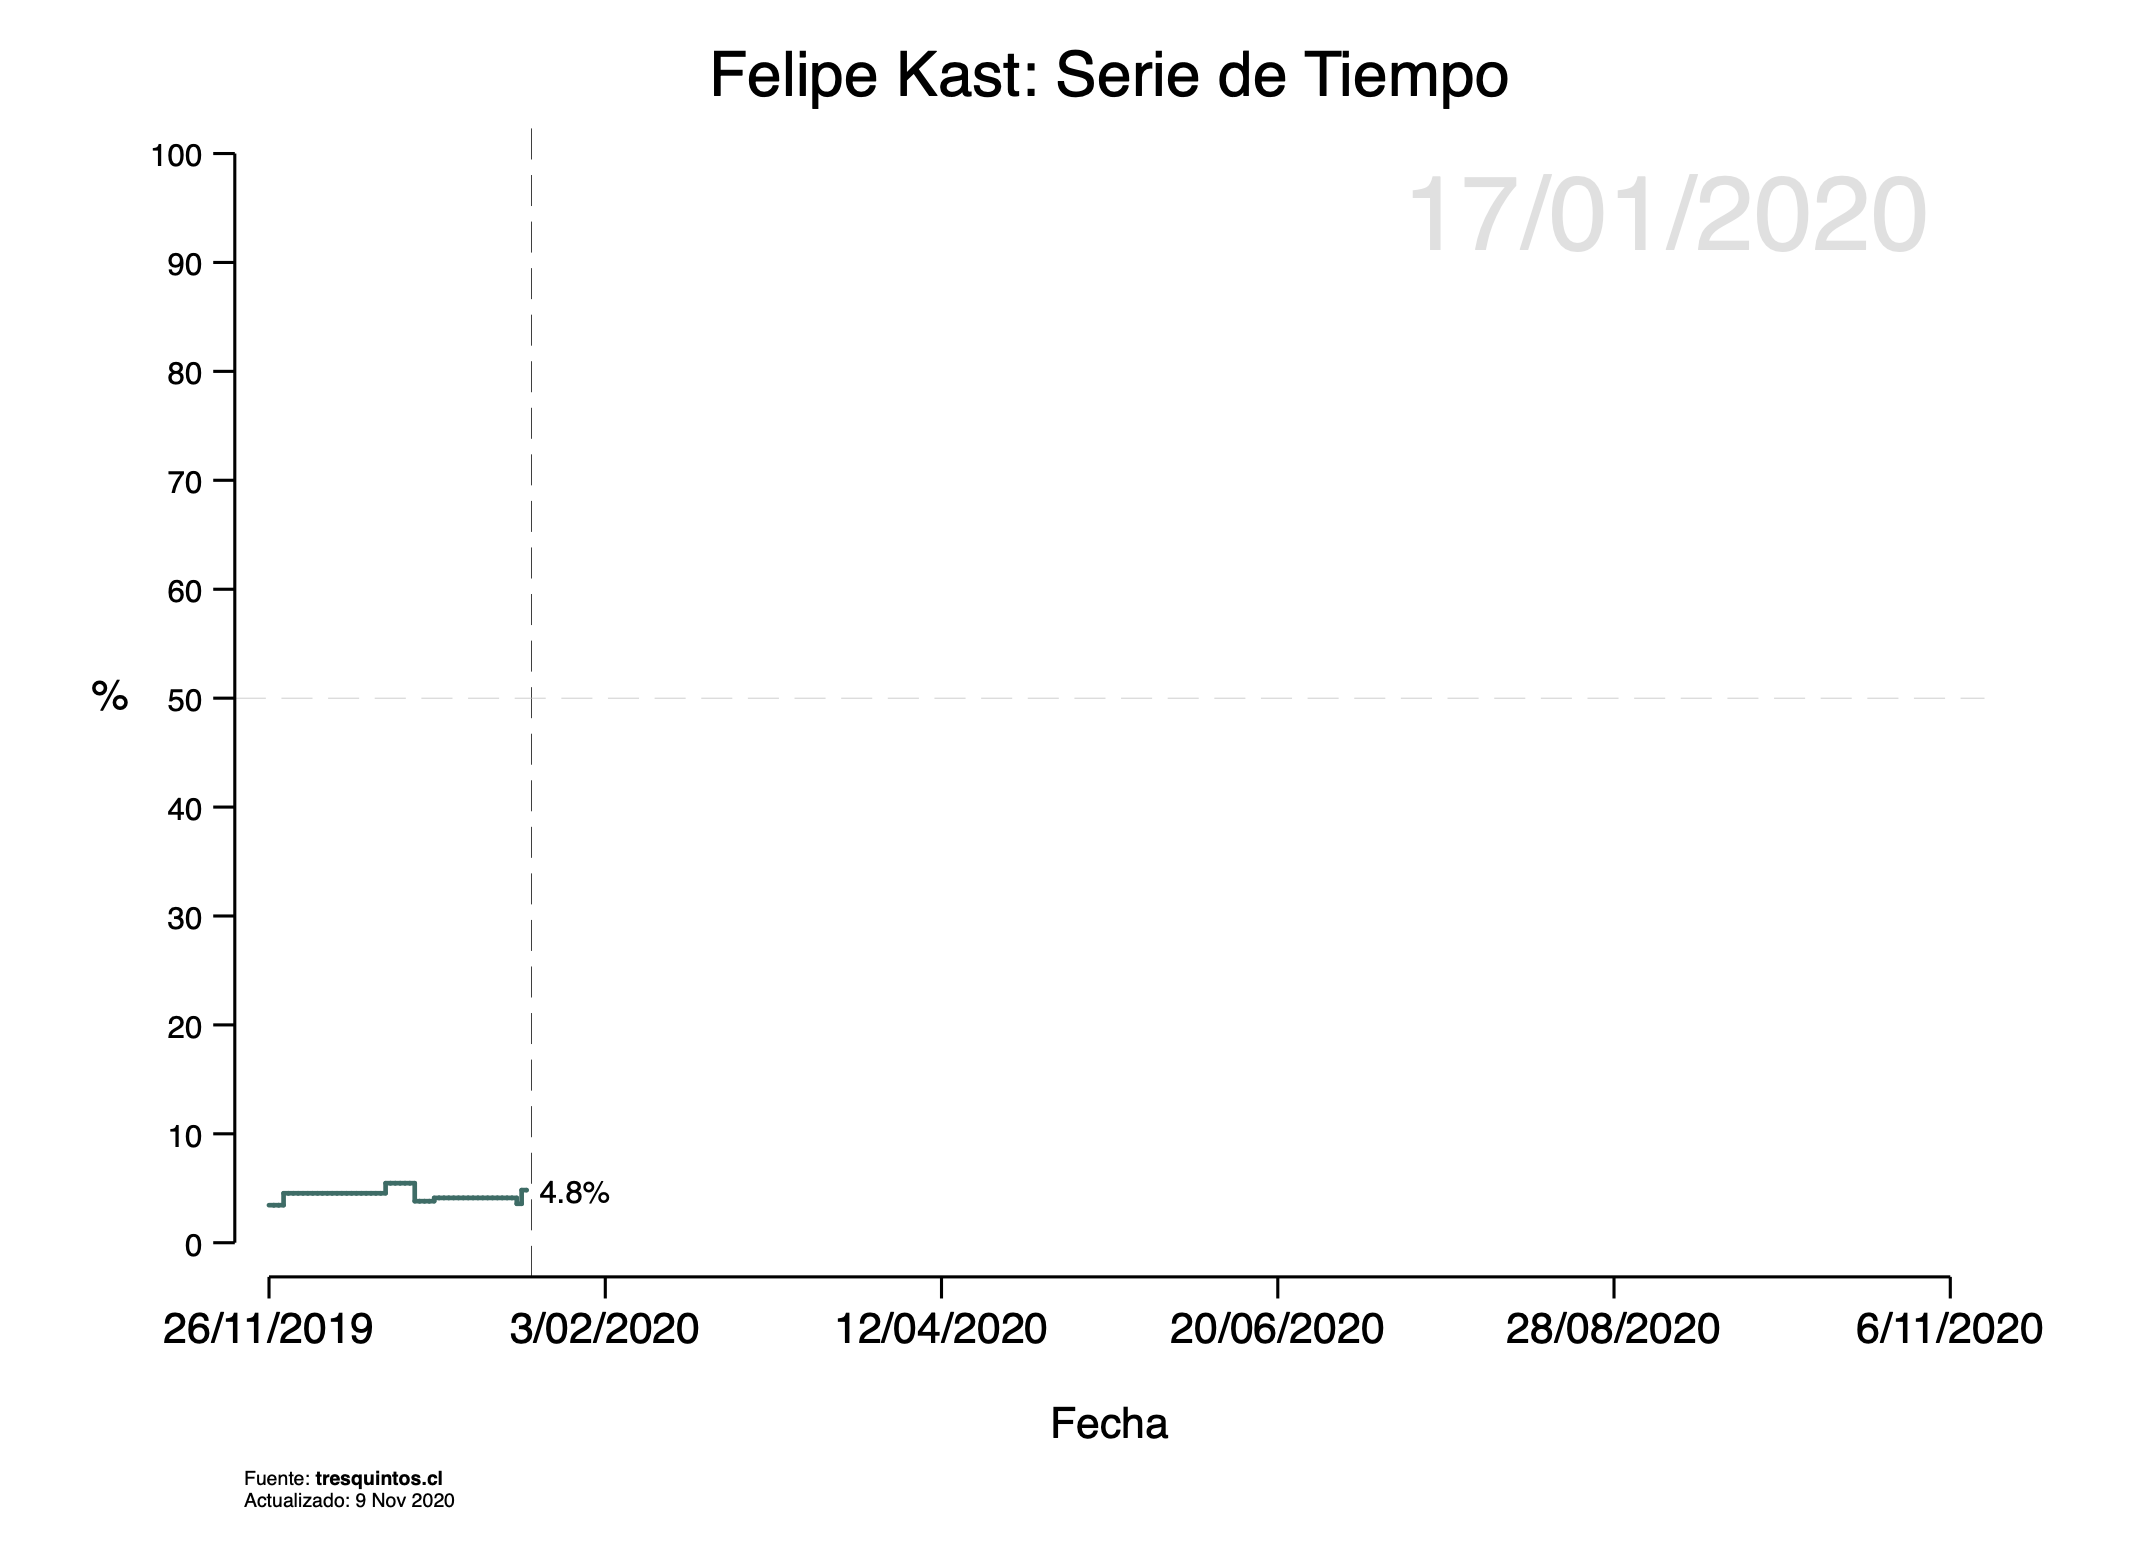 Felipe Kast: Serie de Tiempo
17/01/2020
100
90
80
70
60
50
40
30
20
10
0
%
4.8%
26/11/2019 3/02/2020 12/04/2020 20/06/2020 28/08/2020 6/11/2020
Fecha
Fuente: tresquintos.cl
Actualizado: 9 Nov 2020